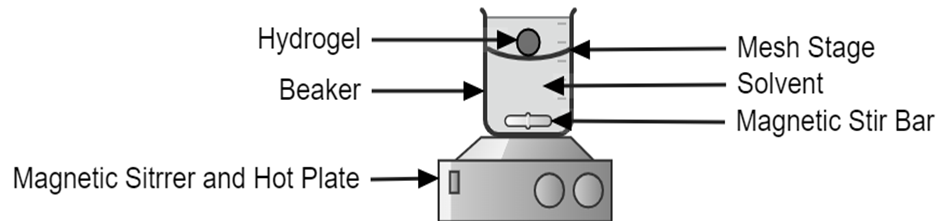 Hydrogel
Mesh Stage
Beaker
Solvent
Magnetic Stir Bar
Magnetic Sitrrer and Hot Plate